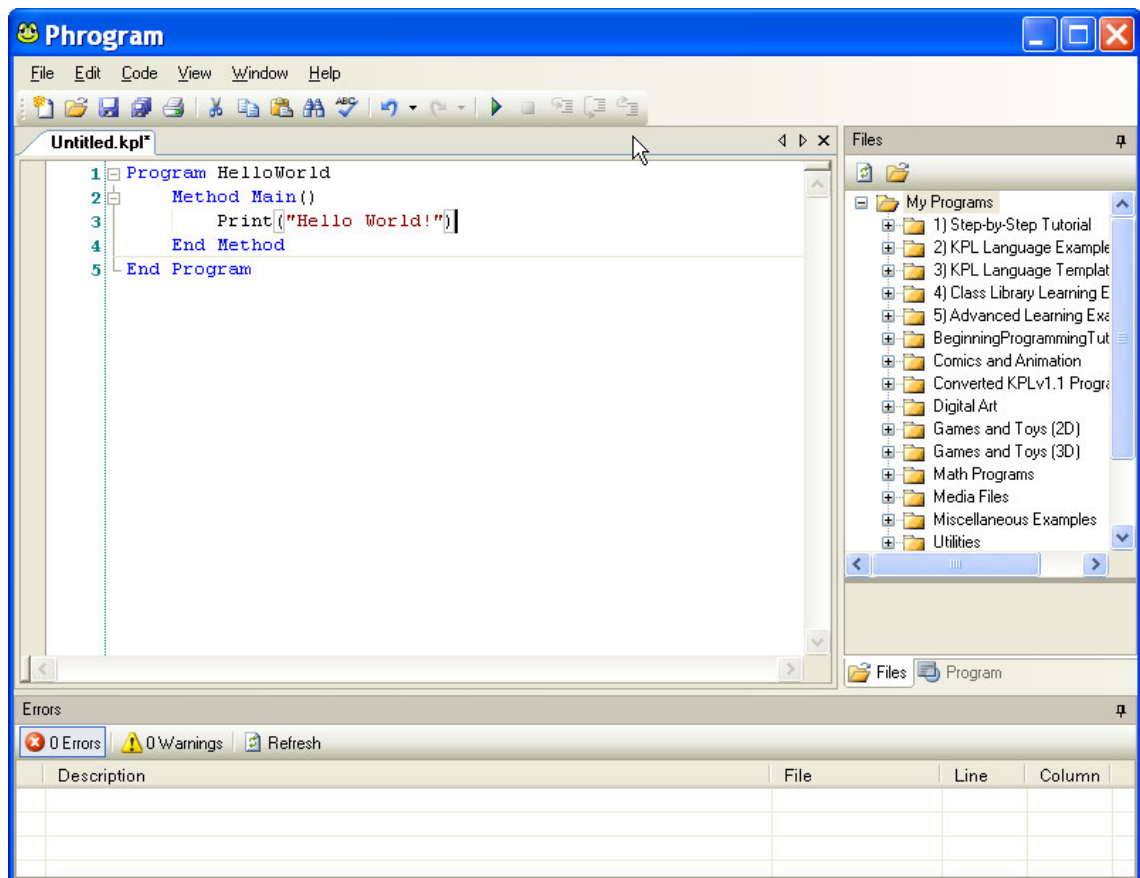 Phrogram
File Edit Code View Window Help
ABC
Untitled.kpl*
1 Program HelloWorld
2 Method Main()
3 Print("Hello World!")
4 End Method
5 End Program
Files
My Programs
1) Step-by-Step Tutorial
2) KPL Language Example
3) KPL Language Templat
4) Class Library Learning E
5) Advanced Learning Exa
BeginningProgrammingTut
Comics and Animation
Converted KPLv1.1 Progra
Digital Art
Games and Toys (2D)
Games and Toys (3D)
Math Programs
Media Files
Miscellaneous Examples
Utilities
Files Program
Errors
0 Errors 0 Warnings Refresh
Description File Line Column